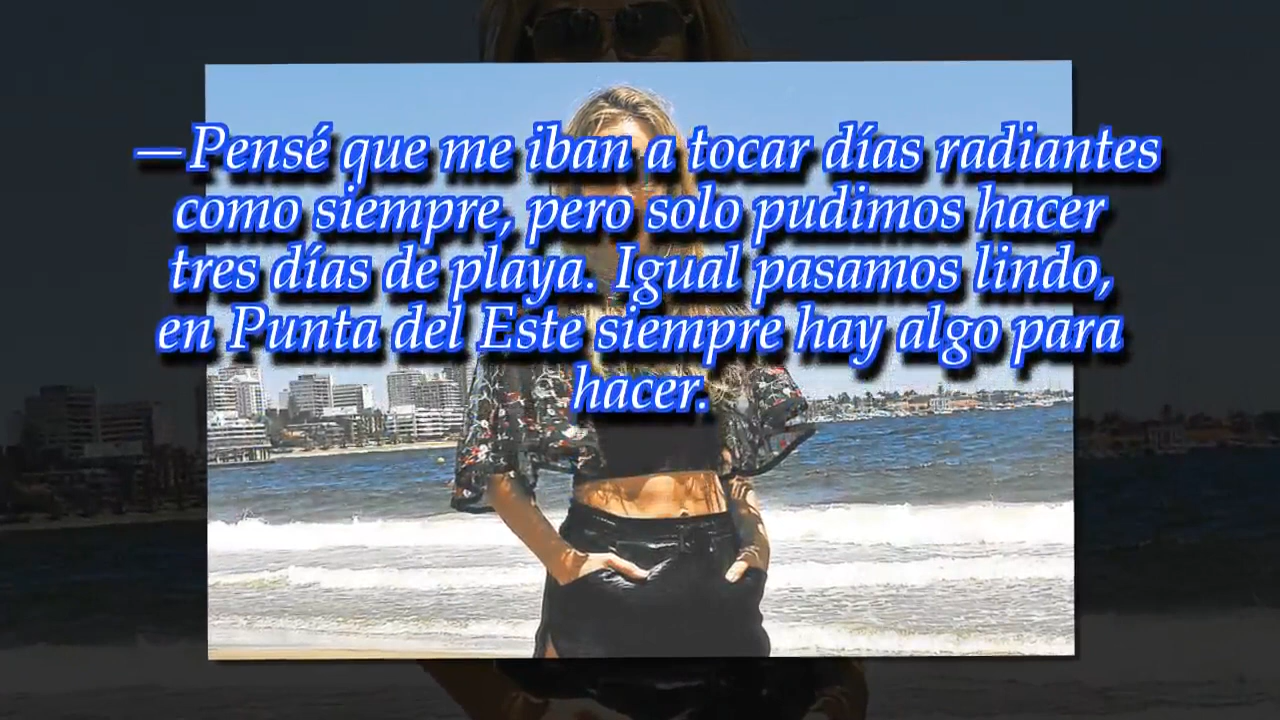 —Pensé que me iban a tocar días radiantes
como siempre, pero solo pudimos hacer
tres días de playa. Igual pasamos lindo,
en Punta del Este siempre hay algo para
hacer.